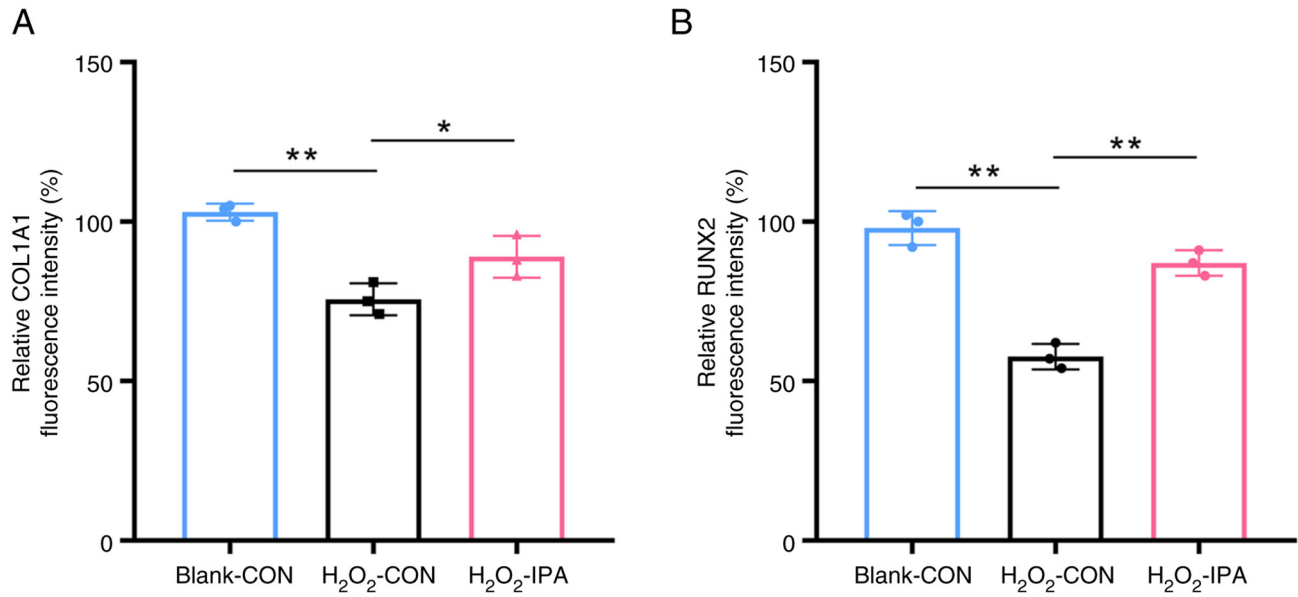 A
Relative COL1A1
fluorescence intensity (%)
150
100
50
0
**
*
Blank-CON
H₂O₂-CON
H₂O₂-IPA
B
Relative RUNX2
fluorescence intensity (%)
150
100
50
0
**
**
Blank-CON
H₂O₂-CON
H₂O₂-IPA